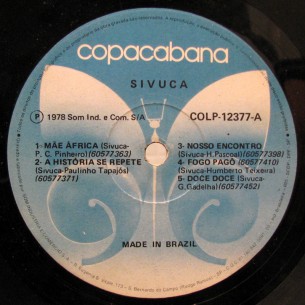 copacabana
SIVUCA
P 1978 Som Ind. e Com. S/A
COLP-12377-A
1- MÃE ÁFRICA (Sivuca-
P. C. Pinheiro) (60577363)
2- A HISTÓRIA SE REPETE
(Sivuca-Paulinho Tapajós)
(60577371)
3- NOSSO ENCONTRO
(Sivuca-H.Pascoal) (60577398)
4- FOGO PAGÔ (60577410)
(Sivuca-Humberto Teixeira)
5- DOCE DOCE (Sivuca-
G.Gadelha) (60577452)
MADE IN BRAZIL